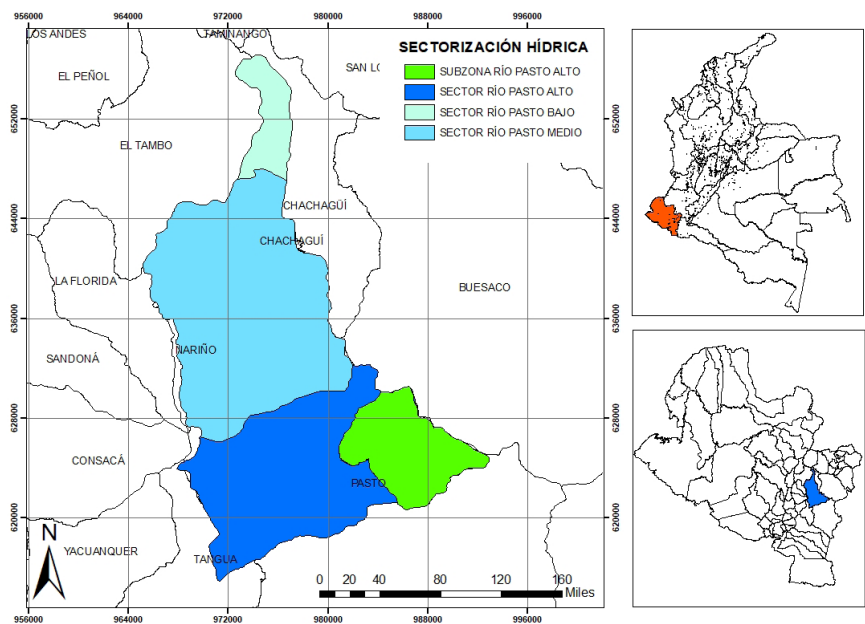 956000 964000 972000 980000 988000 996000
LOS ANDES
TAMINANGO
EL PEÑOL
SAN LO
SECTORIZACIÓN HÍDRICA
SUBZONA RÍO PASTO ALTO
SECTOR RÍO PASTO ALTO
SECTOR RÍO PASTO BAJO
SECTOR RÍO PASTO MEDIO
652000
652000
EL TAMBO
CHACHAGÜÍ
644000
644000
CHACHAGUÍ
LA FLORIDA
BUESACO
636000
636000
SANDONÁ
NARIÑO
628000
628000
CONSACÁ
PASTO
620000
620000
N
YACUANQUER
TANGUA
0 20 40 80 120 160
Miles
956000 964000 972000 980000 988000 996000